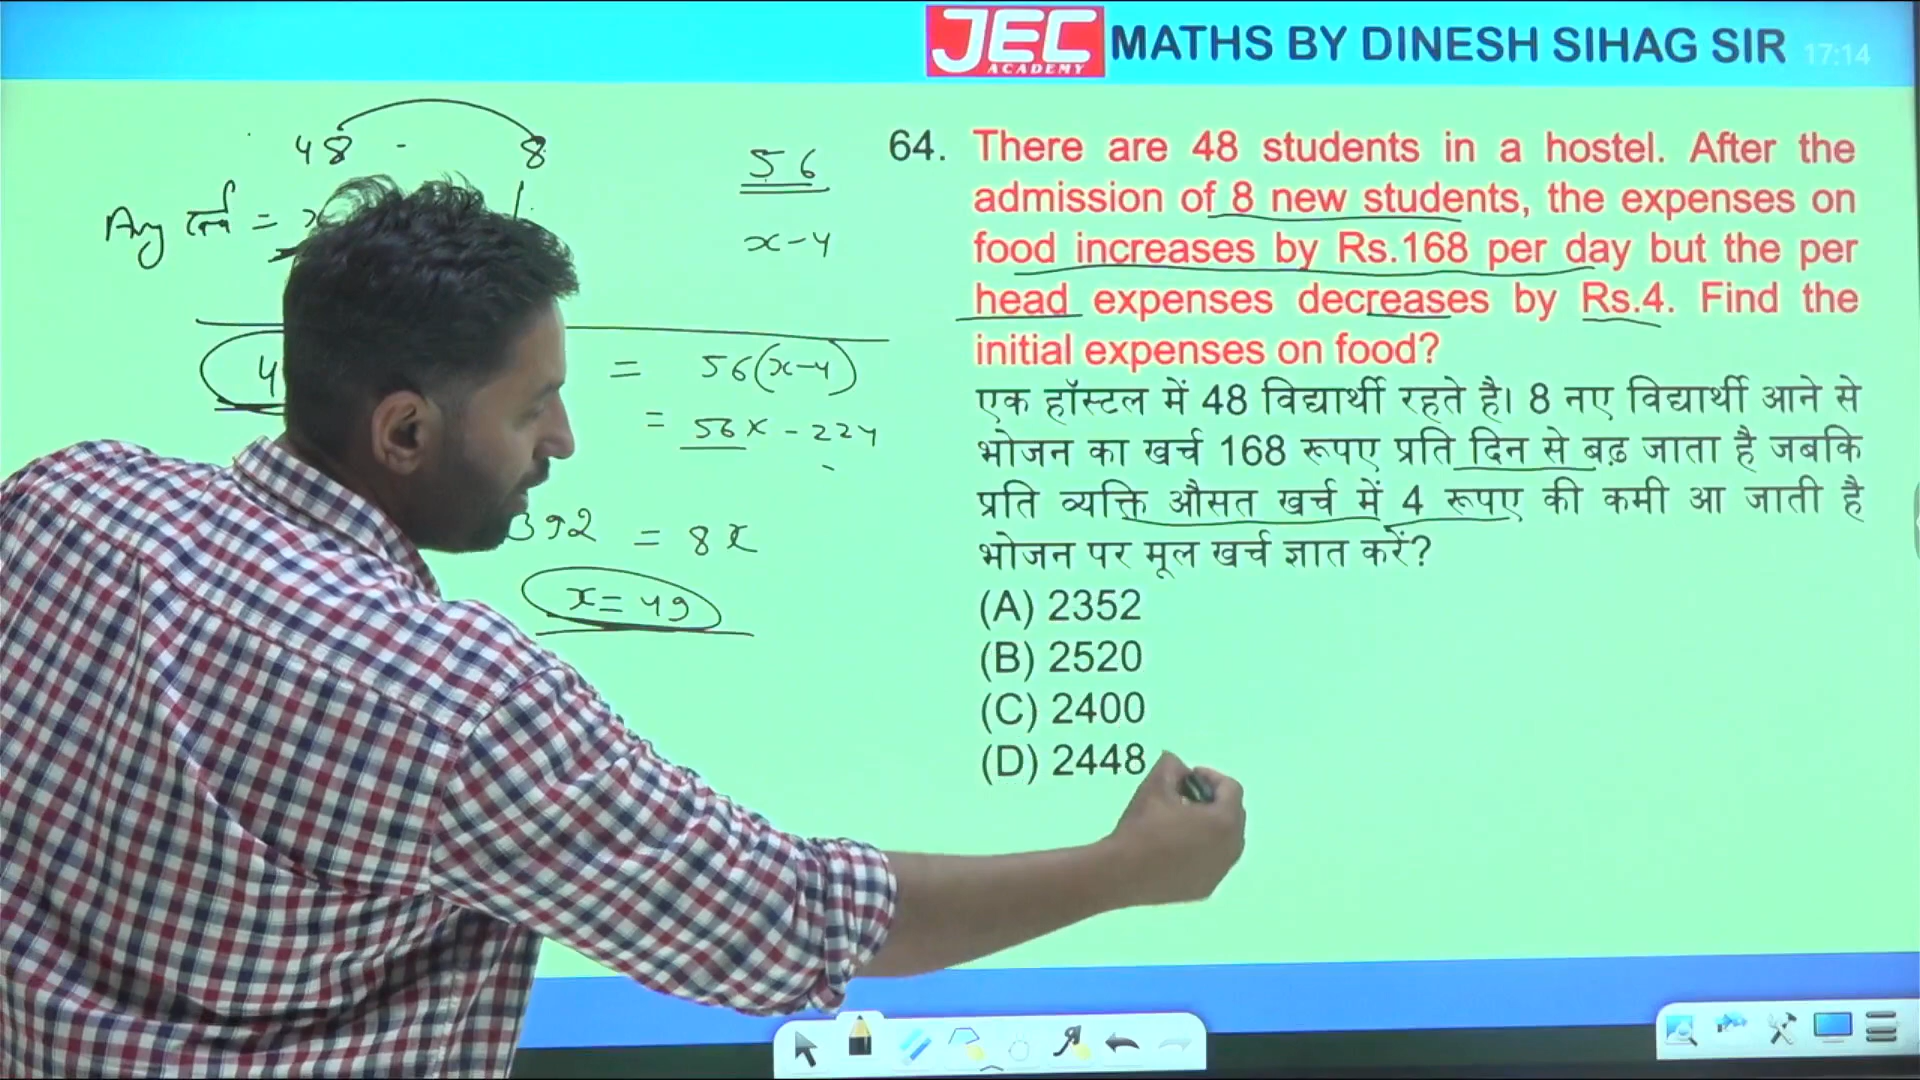 JEC
ACADEMY
MATHS BY DINESH SIHAG SIR
17:14
64. There are 48 students in a hostel. After the
admission of 8 new students, the expenses on
food increases by Rs.168 per day but the per
head expenses decreases by Rs.4. Find the
initial expenses on food?
एक हॉस्टल में 48 विद्यार्थी रहते है। 8 नए विद्यार्थी आने से
भोजन का खर्च 168 रूपए प्रति दिन से बढ़ जाता है जबकि
प्रति व्यक्ति औसत खर्च में 4 रूपए की कमी आ जाती है
भोजन पर मूल खर्च ज्ञात करें?
(A) 2352
(B) 2520
(C) 2400
(D) 2448
48 - 8
56
Avg खर्च = x
x-4
4
= 56(x-4)
= 56x - 224
392 = 8x
x = 49